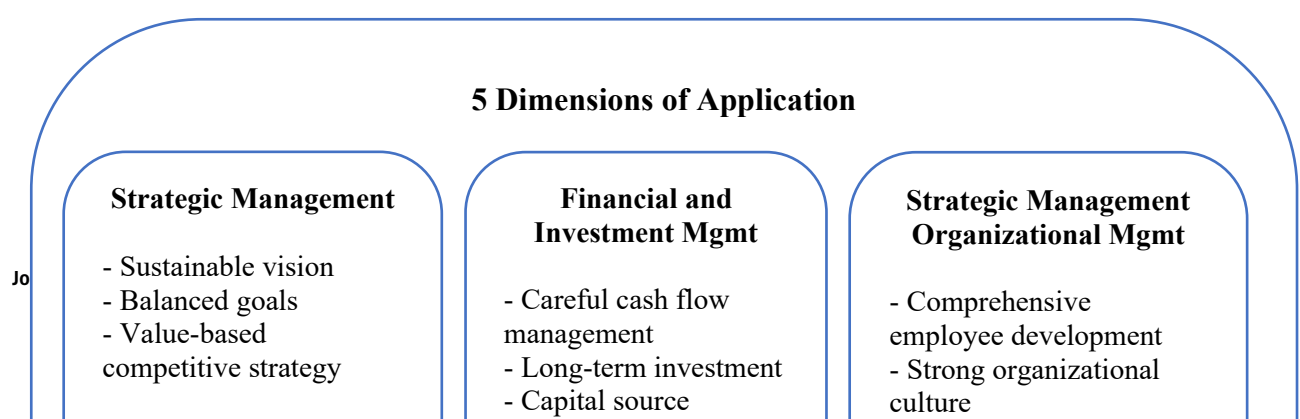 5 Dimensions of Application
Strategic Management
- Sustainable vision
- Balanced goals
- Value-based
competitive strategy
Financial and
Investment Mgmt
- Careful cash flow
management
- Long-term investment
- Capital source
Strategic Management
Organizational Mgmt
- Comprehensive
employee development
- Strong organizational
culture
Jo